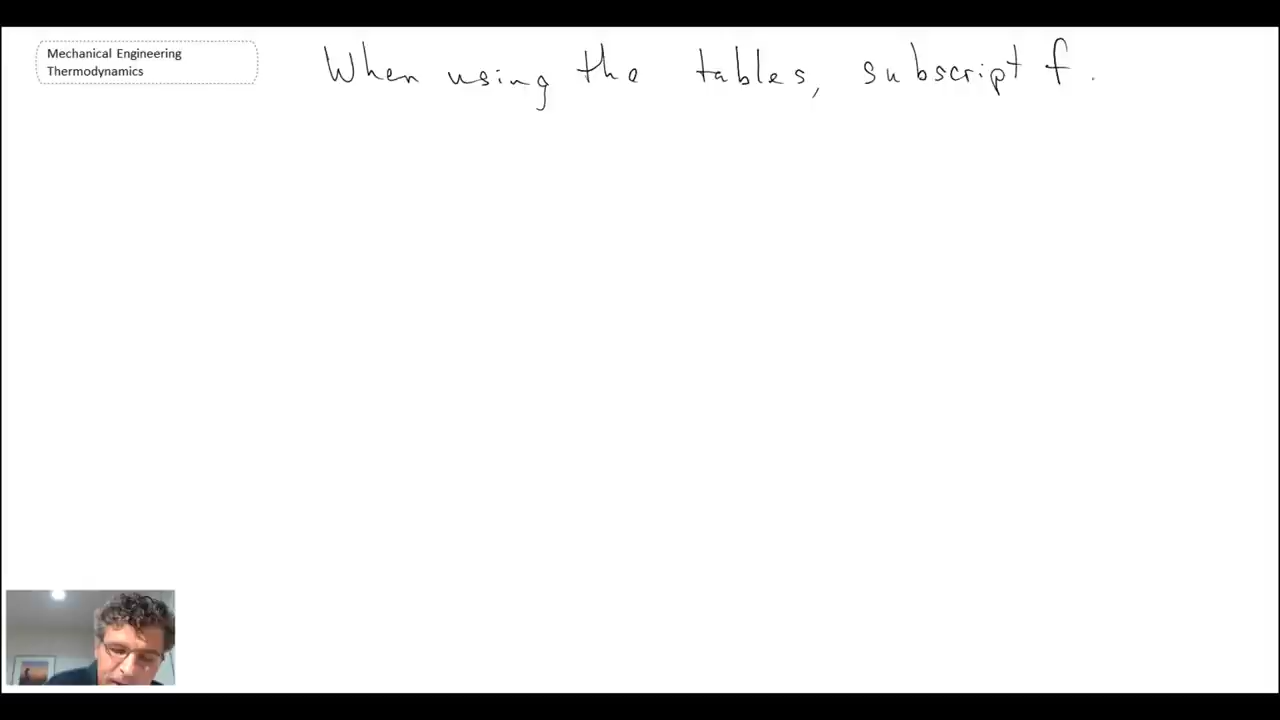 Mechanical Engineering
Thermodynamics
When using the tables, subscript f .